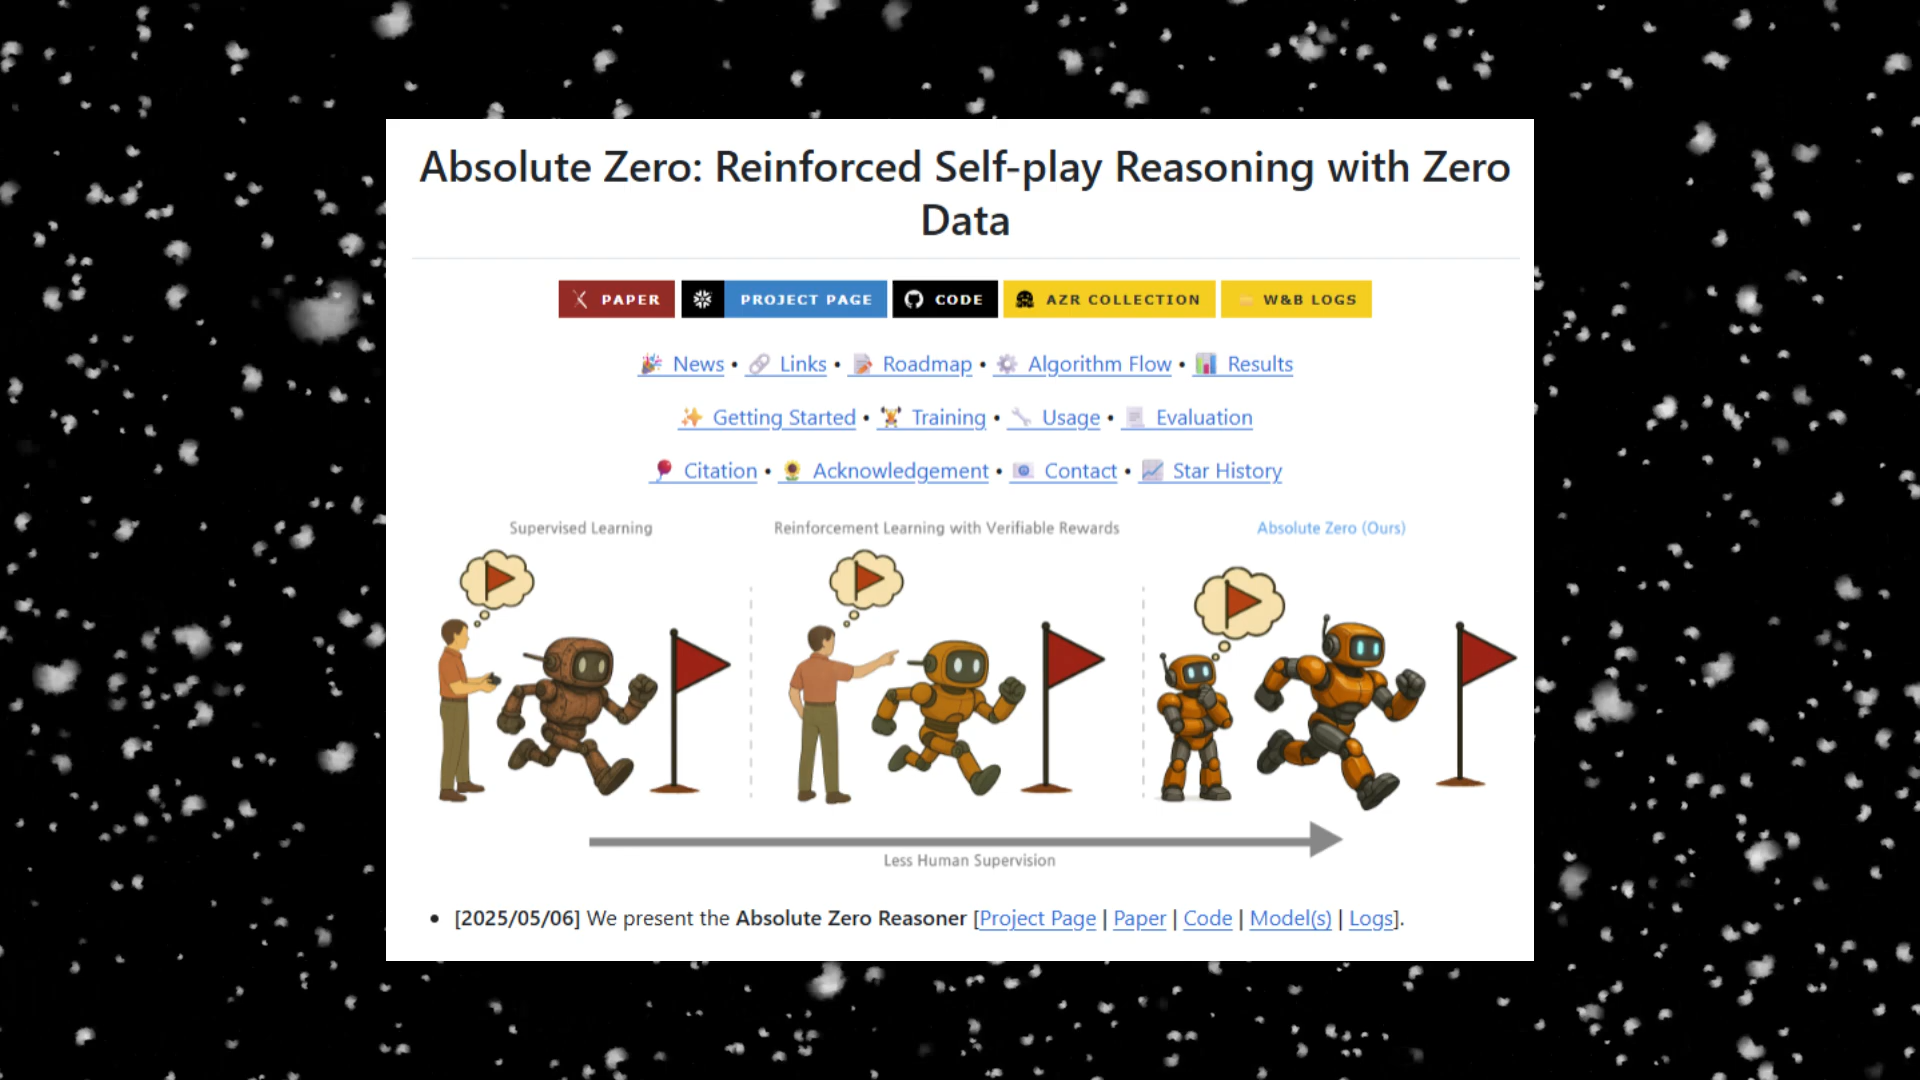 Absolute Zero: Reinforced Self-play Reasoning with Zero
Data
PAPER PROJECT PAGE CODE AZR COLLECTION W&B LOGS
News • Links • Roadmap • Algorithm Flow • Results
Getting Started • Training • Usage • Evaluation
Citation • Acknowledgement • Contact • Star History
Supervised Learning Reinforcement Learning with Verifiable Rewards Absolute Zero (Ours)
Less Human Supervision
• [2025/05/06] We present the Absolute Zero Reasoner [Project Page | Paper | Code | Model(s) | Logs].